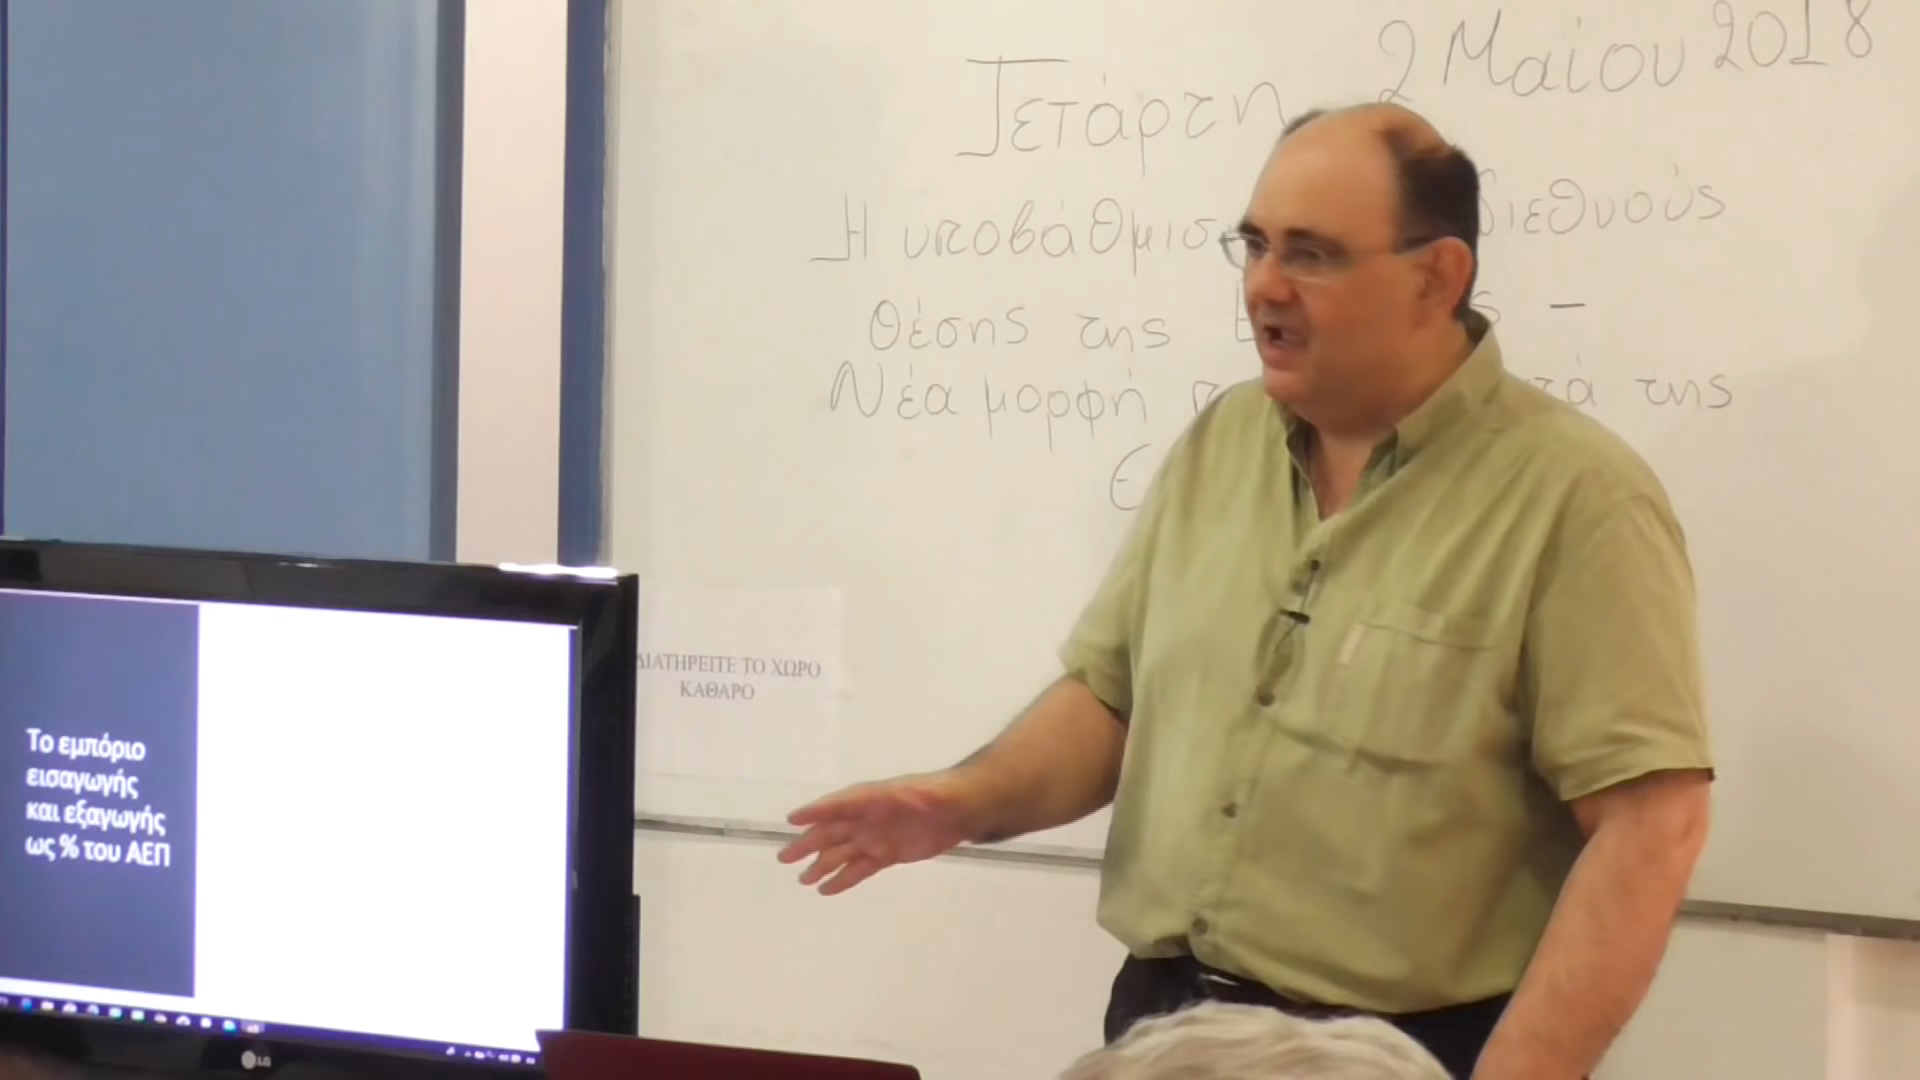 Τετάρτη 2 Μαΐου 2018
Η διεθνούς
Θέσης της –
Νέα μορφή της
ΔΙΑΤΗΡΕΙΤΕ ΤΟ ΧΩΡΟ
ΚΑΘΑΡΟ
Το εμπόριο
εισαγωγής
και εξαγωγής
ως % του ΑΕΠ
LG